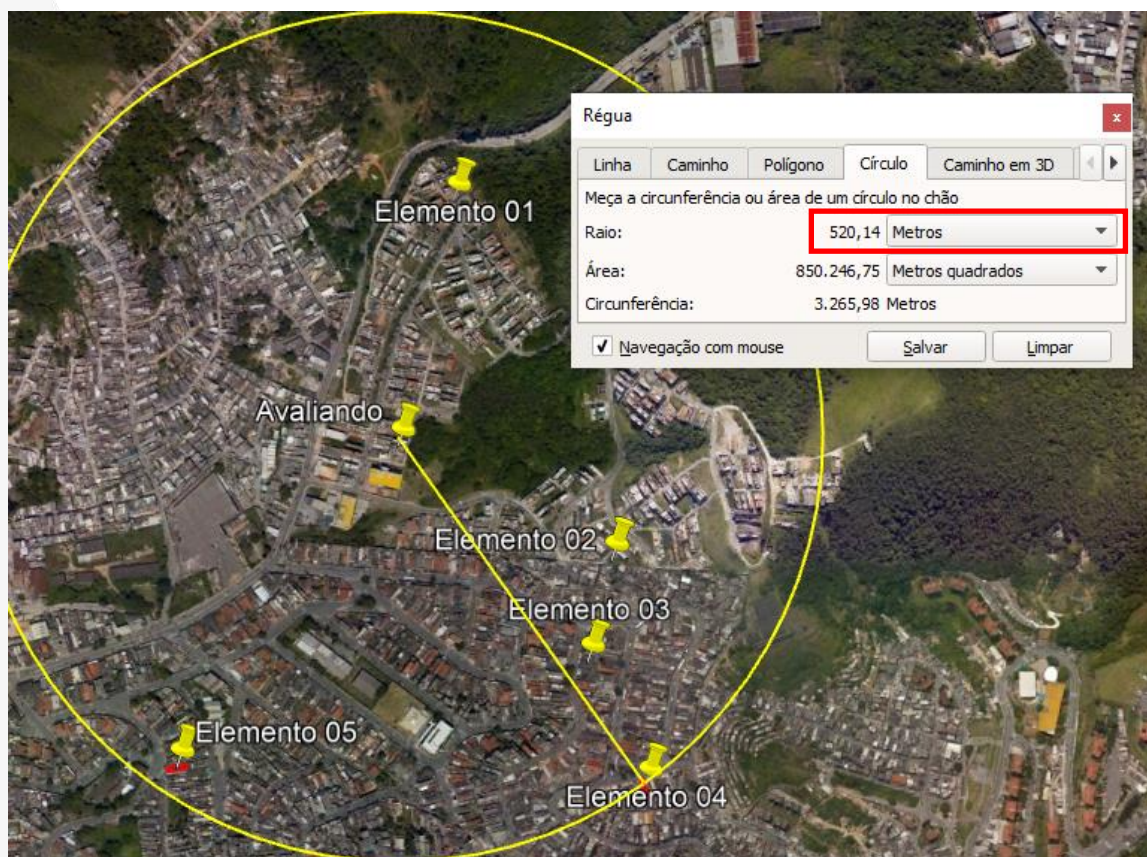 Régua
x
Linha Caminho Polígono Círculo Caminho em 3D
Meça a circunferência ou área de um círculo no chão
Raio: 520,14 Metros
Área: 850.246,75 Metros quadrados
Circunferência: 3.265,98 Metros
Navegação com mouse Salvar Limpar
Elemento 01
Avaliando
Elemento 02
Elemento 03
Elemento 05
Elemento 04